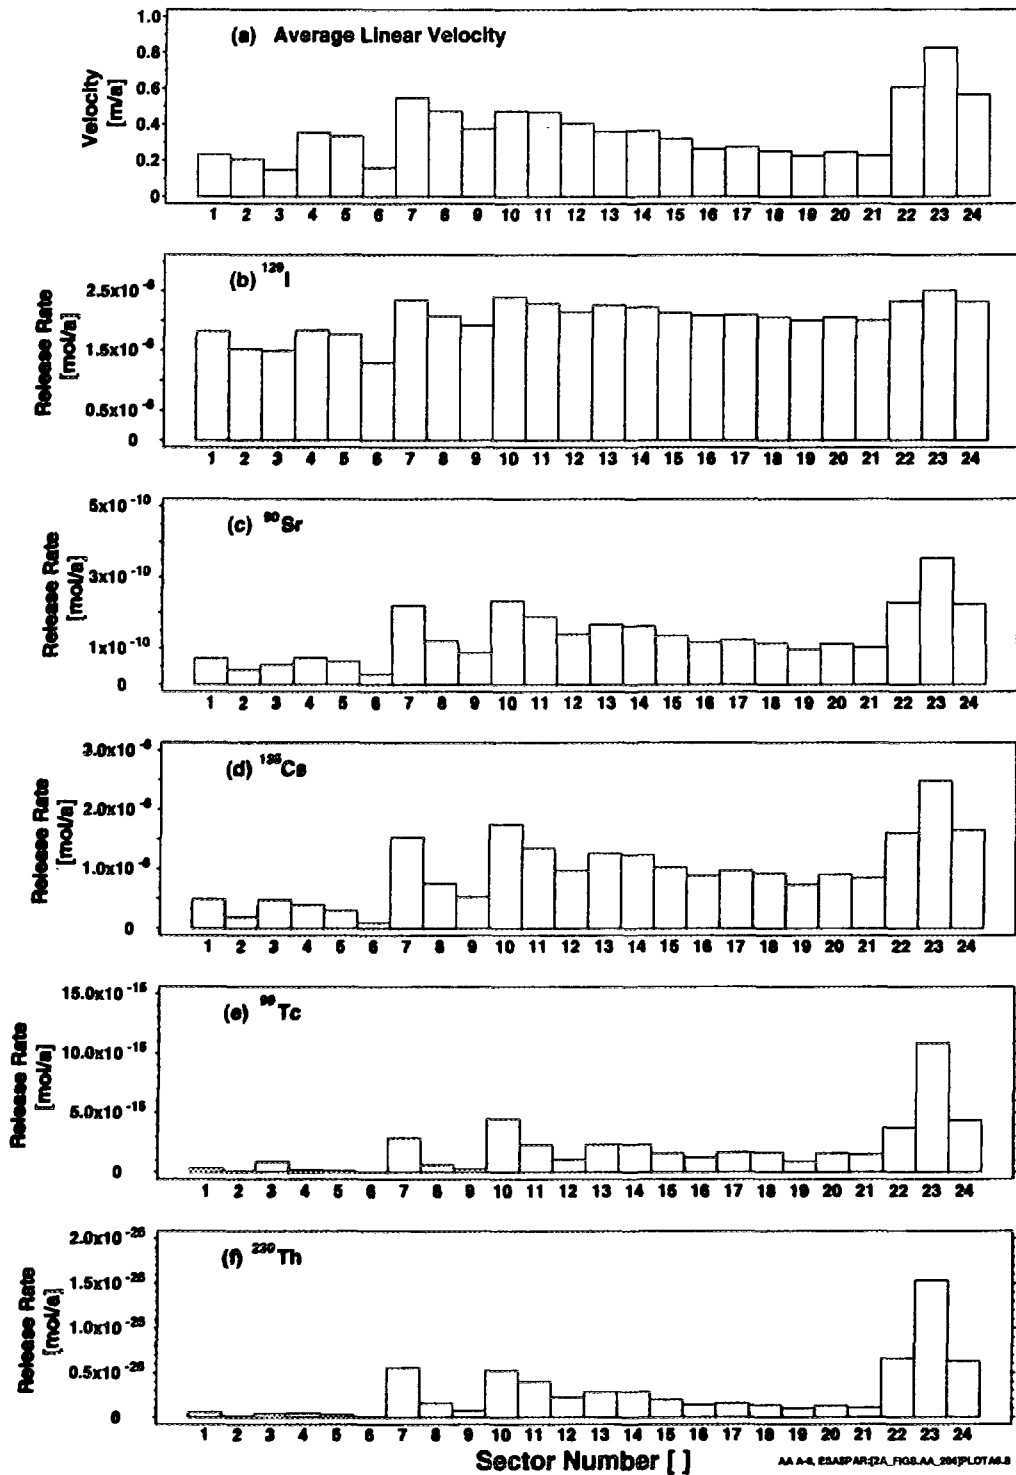 (a) Average Linear Velocity
Velocity
[m/a]
1.0
0.8
0.6
0.4
0.2
0
1 2 3 4 5 6 7 8 9 10 11 12 13 14 15 16 17 18 19 20 21 22 23 24
(b) 129I
Release Rate
[mol/a]
0
1 2 3 4 5 6 7 8 9 10 11 12 13 14 15 16 17 18 19 20 21 22 23 24
(c) 90Sr
Release Rate
[mol/a]
5x10 -10
3x10 -10
1x10 -10
0
1 2 3 4 5 6 7 8 9 10 11 12 13 14 15 16 17 18 19 20 21 22 23 24
(d) 135Cs
Release Rate
[mol/a]
0
1 2 3 4 5 6 7 8 9 10 11 12 13 14 15 16 17 18 19 20 21 22 23 24
(e) 99Tc
Release Rate
[mol/a]
15.0x10 -15
10.0x10 -15
5.0x10 -15
0
1 2 3 4 5 6 7 8 9 10 11 12 13 14 15 16 17 18 19 20 21 22 23 24
(f) 230Th
Release Rate
[mol/a]
0
1 2 3 4 5 6 7 8 9 10 11 12 13 14 15 16 17 18 19 20 21 22 23 24
Sector Number [ ]